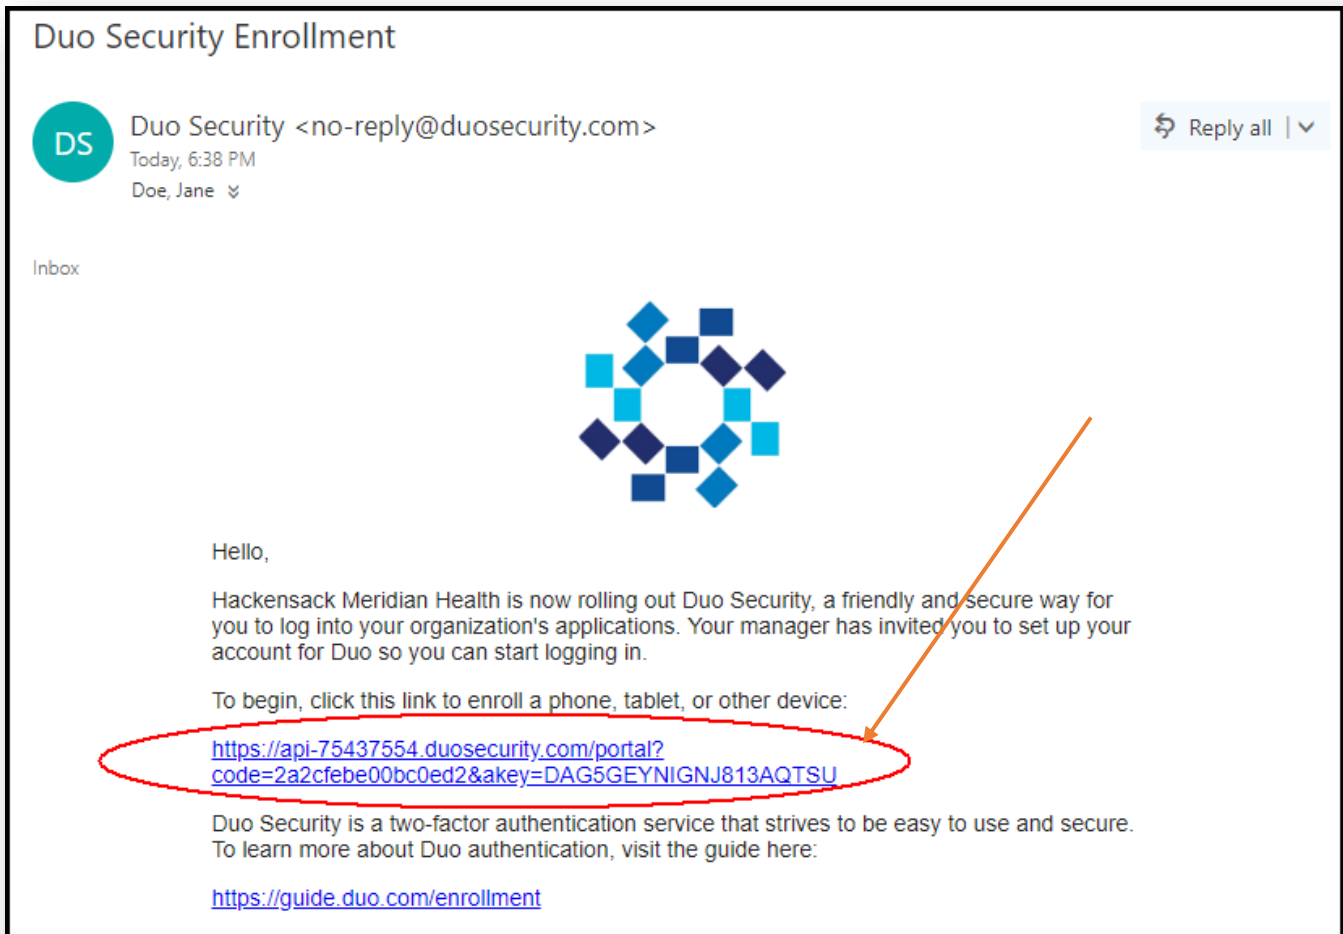 Duo Security Enrollment
DS
Duo Security <no-reply@duosecurity.com>
Reply all
Today, 6:38 PM
Doe, Jane
Inbox
Hello,
Hackensack Meridian Health is now rolling out Duo Security, a friendly and secure way for
you to log into your organization's applications. Your manager has invited you to set up your
account for Duo so you can start logging in.
To begin, click this link to enroll a phone, tablet, or other device:
https://api-75437554.duosecurity.com/portal?
code=2a2cfebe00bc0ed2&akey=DAG5GEYNIGNJ813AQTSU
Duo Security is a two-factor authentication service that strives to be easy to use and secure.
To learn more about Duo authentication, visit the guide here:
https://guide.duo.com/enrollment